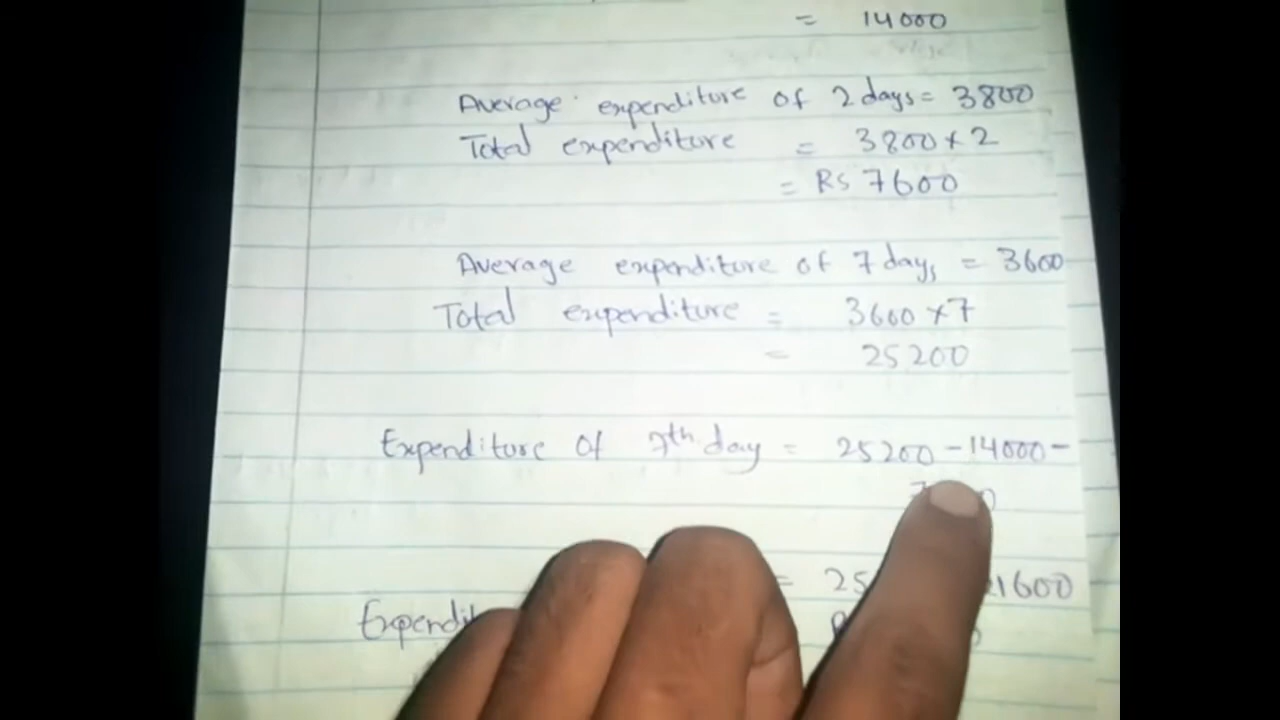 = 14000
Average expenditure of 2 days = 3800
Total expenditure = 3800 × 2
= Rs 7600
Average expenditure of 7 days = 3600
Total expenditure = 3600 × 7
= 25200
Expenditure of 7th day = 25200 - 14000 -
= 25 1600